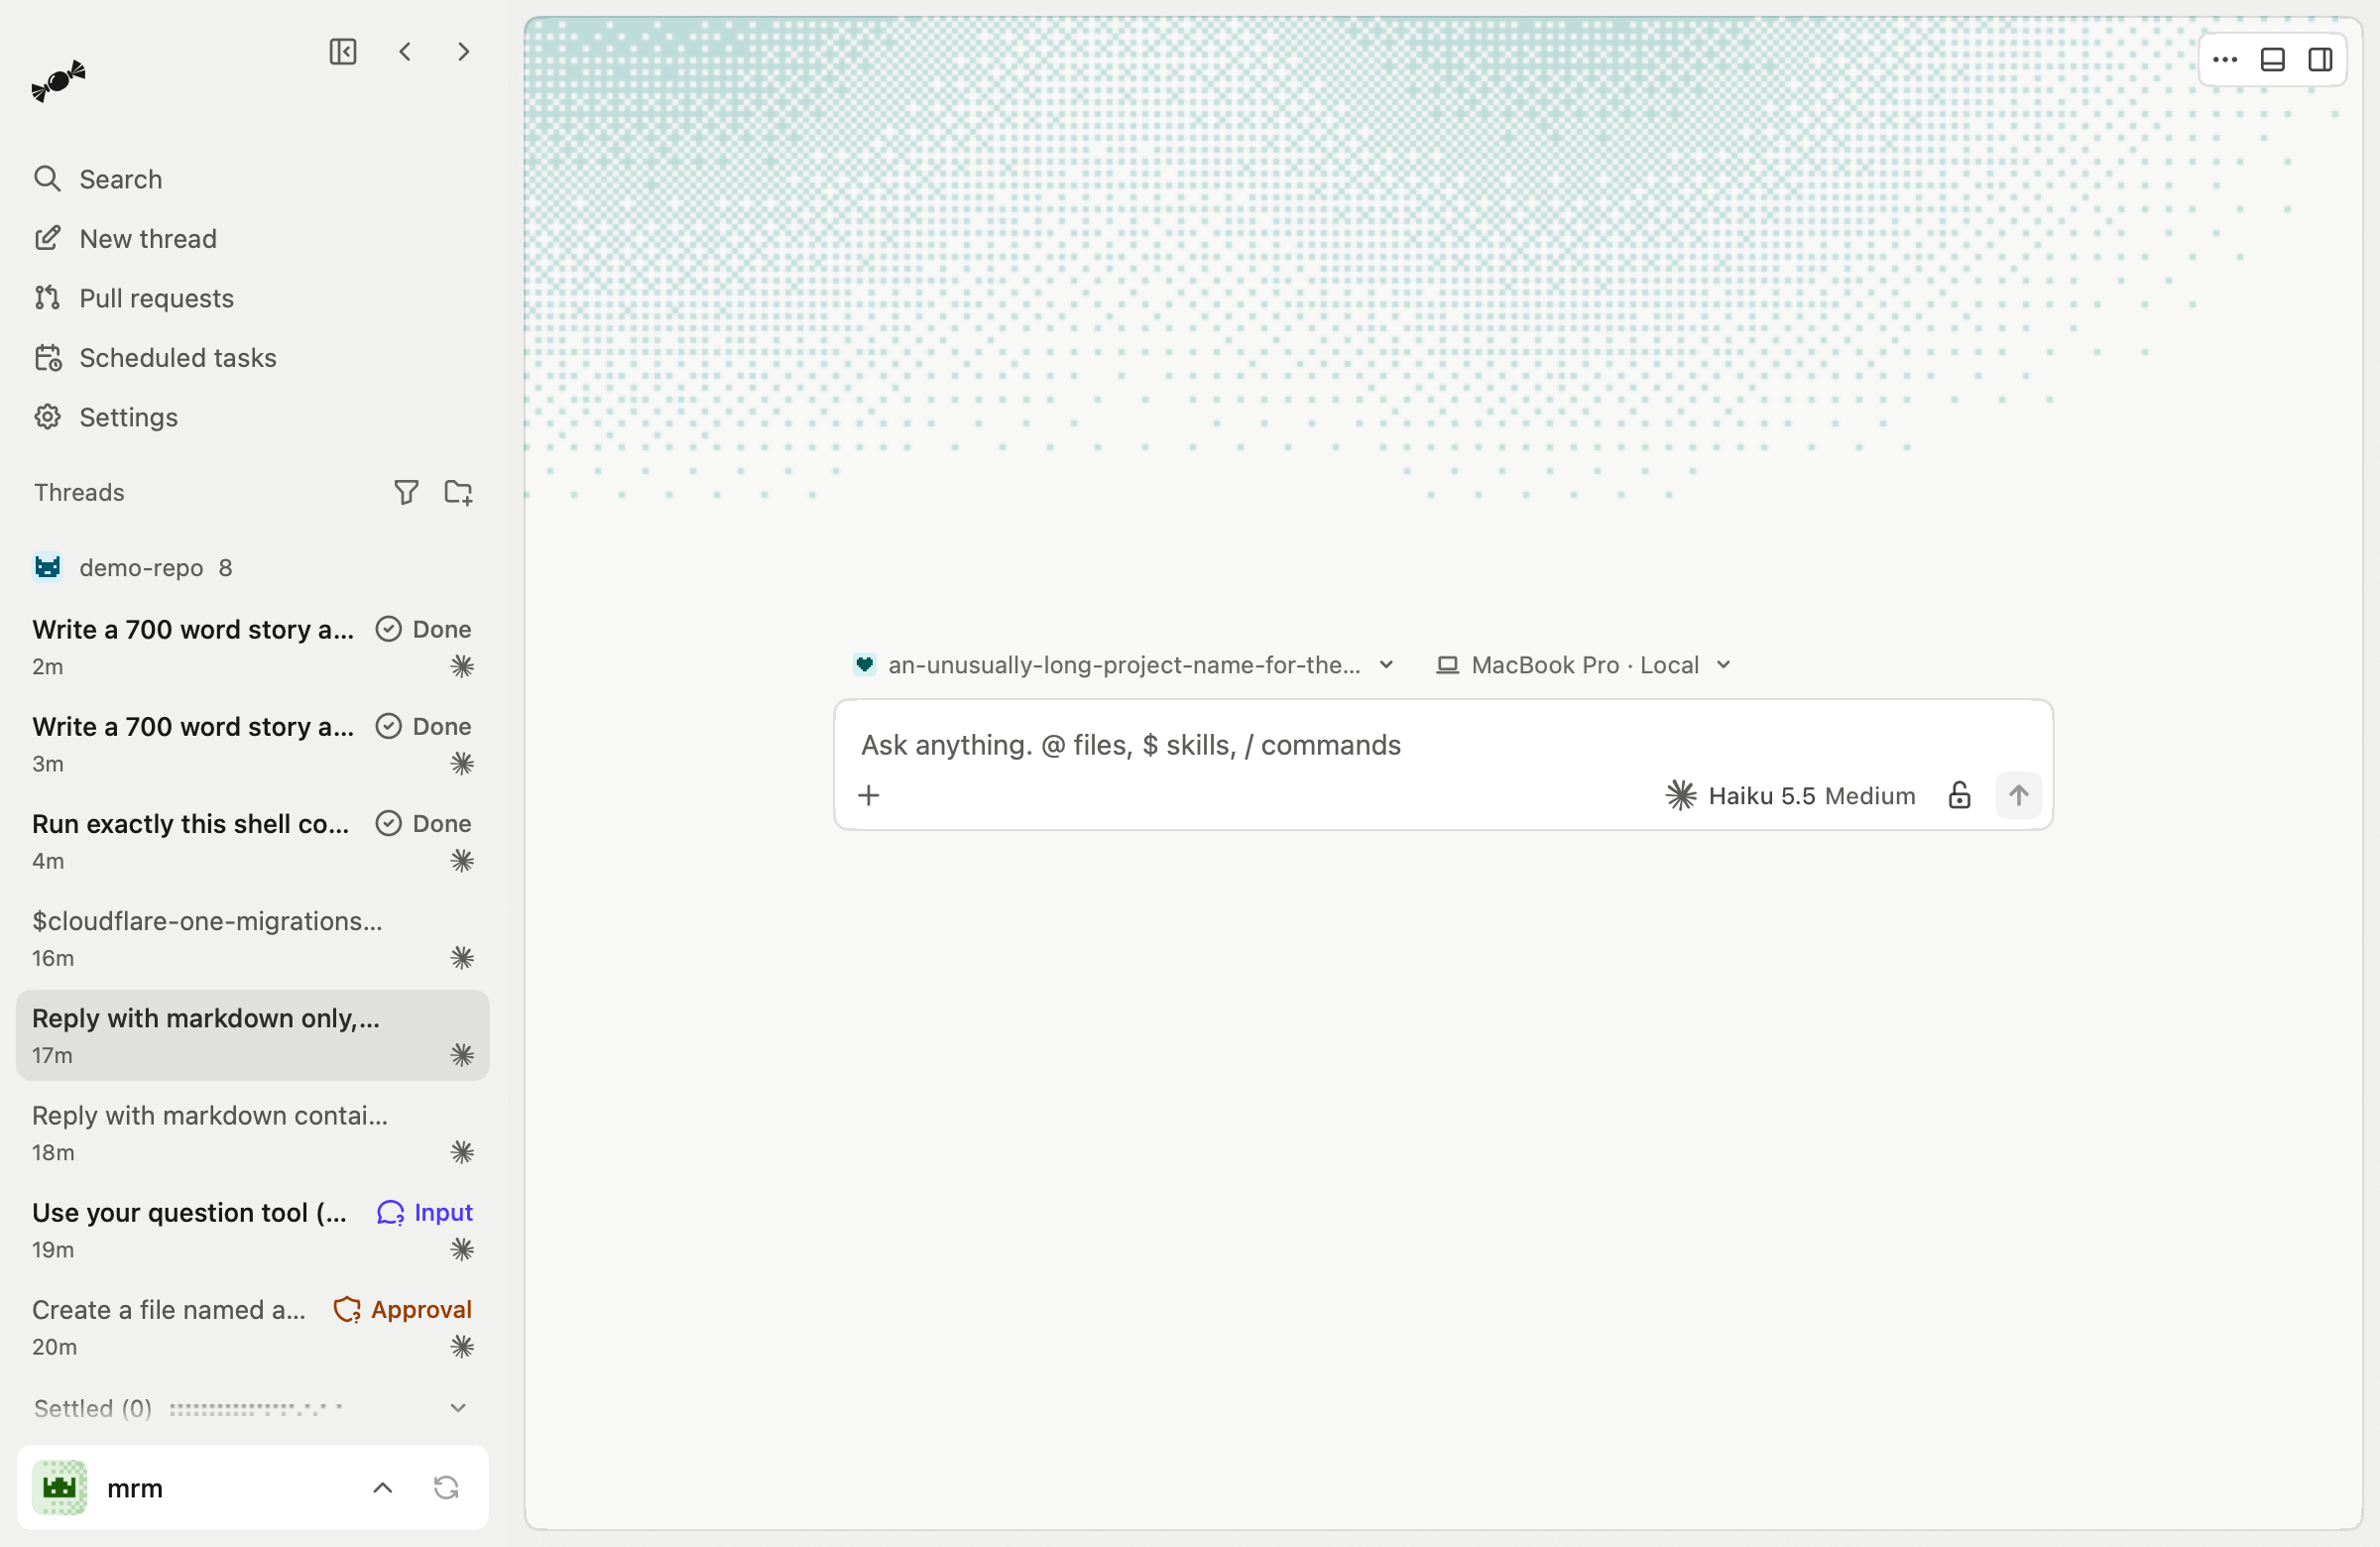 Search
New thread
Pull requests
Scheduled tasks
Settings
Threads
demo-repo 8
Write a 700 word story a... Done
2m
Write a 700 word story a... Done
3m
Run exactly this shell co... Done
4m
$cloudflare-one-migrations...
16m
Reply with markdown only,...
17m
Reply with markdown contai...
18m
Use your question tool (... Input
19m
Create a file named a... Approval
20m
Settled (0)
mrm
an-unusually-long-project-name-for-the... MacBook Pro · Local
Ask anything. @ files, $ skills, / commands
Haiku 5.5 Medium